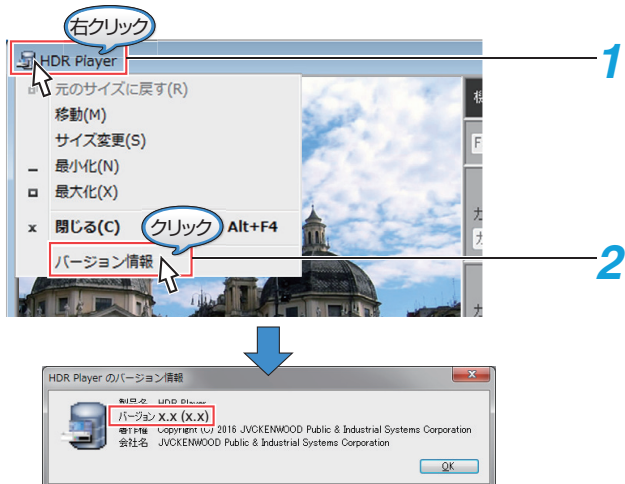 右クリック
HDR Player
1
元のサイズに戻す(R)
移動(M)
サイズ変更(S)
最小化(N)
最大化(X)
x 閉じる(C) Alt+F4
クリック
バージョン情報
2
F
カ
HDR Player のバージョン情報
製品名 HDR Player
バージョン x.x (x.x)
著作権 Copyright (C) 2016 JVCKENWOOD Public & Industrial Systems Corporation
会社名 JVCKENWOOD Public & Industrial Systems Corporation
OK